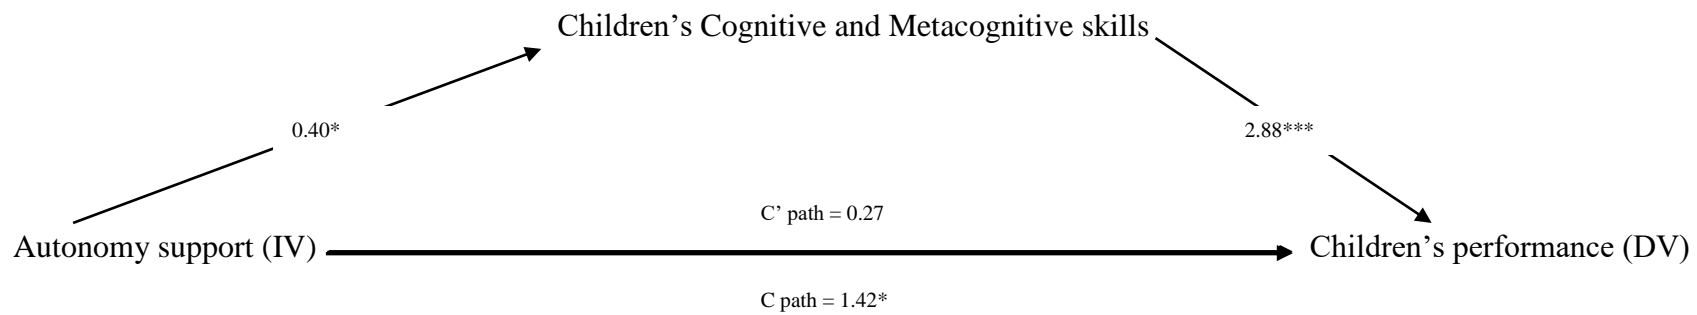 Children’s Cognitive and Metacognitive skills
0.40*
2.88***
C’ path = 0.27
Autonomy support (IV)
Children’s performance (DV)
C path = 1.42*